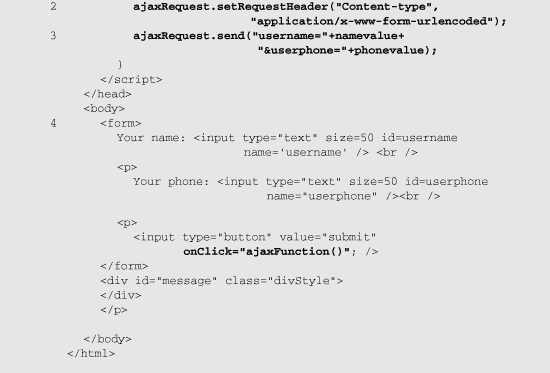 2 ajaxRequest.setRequestHeader("Content-type",
"application/x-www-form-urlencoded");
3 ajaxRequest.send("username="+namevalue+
"&userphone="+phonevalue);
}
</script>
</head>
<body>
4 <form>
Your name: <input type="text" size=50 id=username
name='username' /> <br />
<p>
Your phone: <input type="text" size=50 id=userphone
name="userphone" /><br />
<p>
<input type="button" value="submit"
onClick="ajaxFunction()"; />
</form>
<div id="message" class="divStyle">
</div>
</p>
</body>
</html>